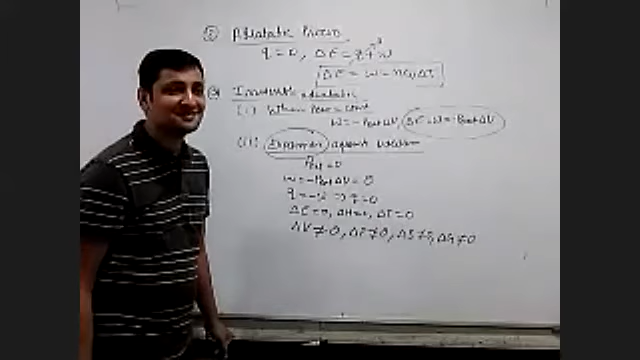 ① Adiabatic Process
q = 0, ΔE = q + w
ΔE = w = nCvΔT
Irreversible adiabatic
(i) When Pext = const
w = -PextΔV, ΔE = w = -PextΔV
(ii) Expansion against vacuum
Pext = 0
w = -PextΔV = 0
q = -w ⇒ q = 0
ΔE = 0, ΔH = 0, ΔT = 0
ΔV ≠ 0, ΔP ≠ 0, ΔS ≠ 0, ΔG ≠ 0